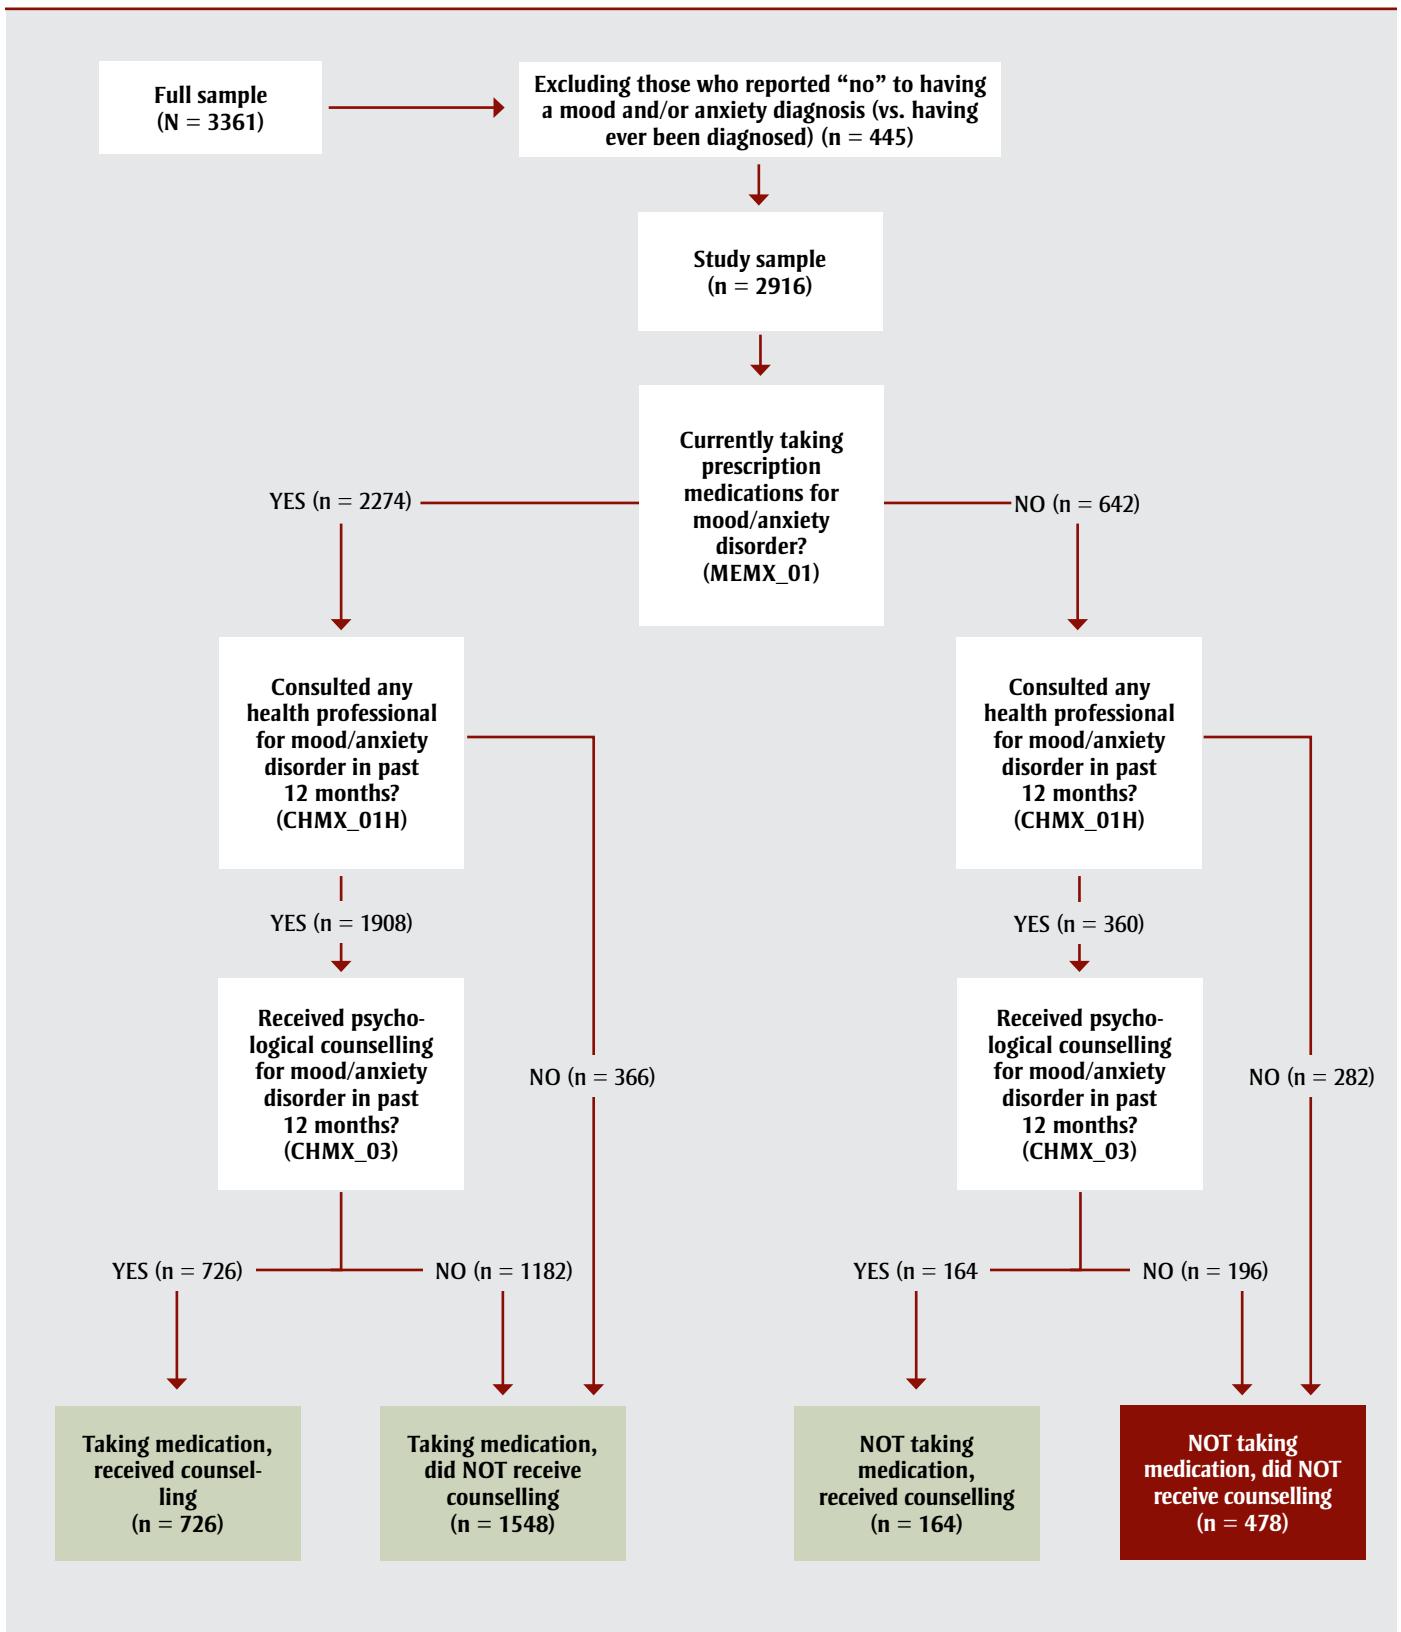 Full sample
(N = 3361)
Excluding those who reported “no” to having
a mood and/or anxiety diagnosis (vs. having
ever been diagnosed) (n = 445)
Study sample
(n = 2916)
Currently taking
prescription
medications for
mood/anxiety
disorder?
(MEMX_01)
YES (n = 2274)
NO (n = 642)
Consulted any
health professional
for mood/anxiety
disorder in past
12 months?
(CHMX_01H)
Consulted any
health professional
for mood/anxiety
disorder in past
12 months?
(CHMX_01H)
YES (n = 1908)
YES (n = 360)
Received psycho-
logical counselling
for mood/anxiety
disorder in past
12 months?
(CHMX_03)
NO (n = 366)
Received psycho-
logical counselling
for mood/anxiety
disorder in past
12 months?
(CHMX_03)
NO (n = 282)
YES (n = 726)
NO (n = 1182)
YES (n = 164
NO (n = 196)
Taking medication,
received counsel-
ling
(n = 726)
Taking medication,
did NOT receive
counselling
(n = 1548)
NOT taking
medication,
received counselling
(n = 164)
NOT taking
medication, did NOT
receive counselling
(n = 478)